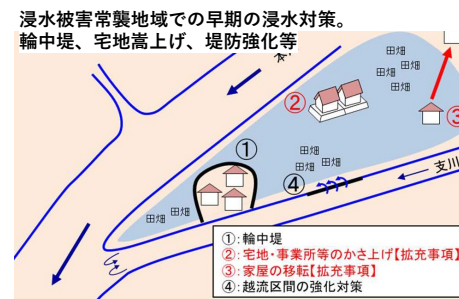 浸水被害常襲地域での早期の浸水対策。
輪中堤、宅地嵩上げ、堤防強化等
田畑
田畑
田畑
田畑
田畑
②
③
①
田畑
田畑 田畑
④
支川
田畑 田畑
①：輪中堤
②：宅地・事業所等のかさ上げ【拡充事項】
③：家屋の移転【拡充事項】
④：越流区間の強化対策